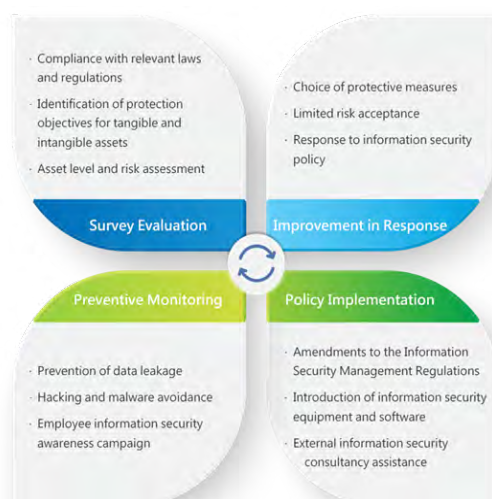 · Compliance with relevant laws
and regulations
· Identification of protection
objectives for tangible and
intangible assets
· Asset level and risk assessment
Survey Evaluation
· Choice of protective measures
· Limited risk acceptance
· Response to information security
policy
Improvement in Response
Preventive Monitoring
· Prevention of data leakage
· Hacking and malware avoidance
· Employee information security
awareness campaign
Policy Implementation
· Amendments to the Information
Security Management Regulations
· Introduction of information security
equipment and software
· External information security
consultancy assistance